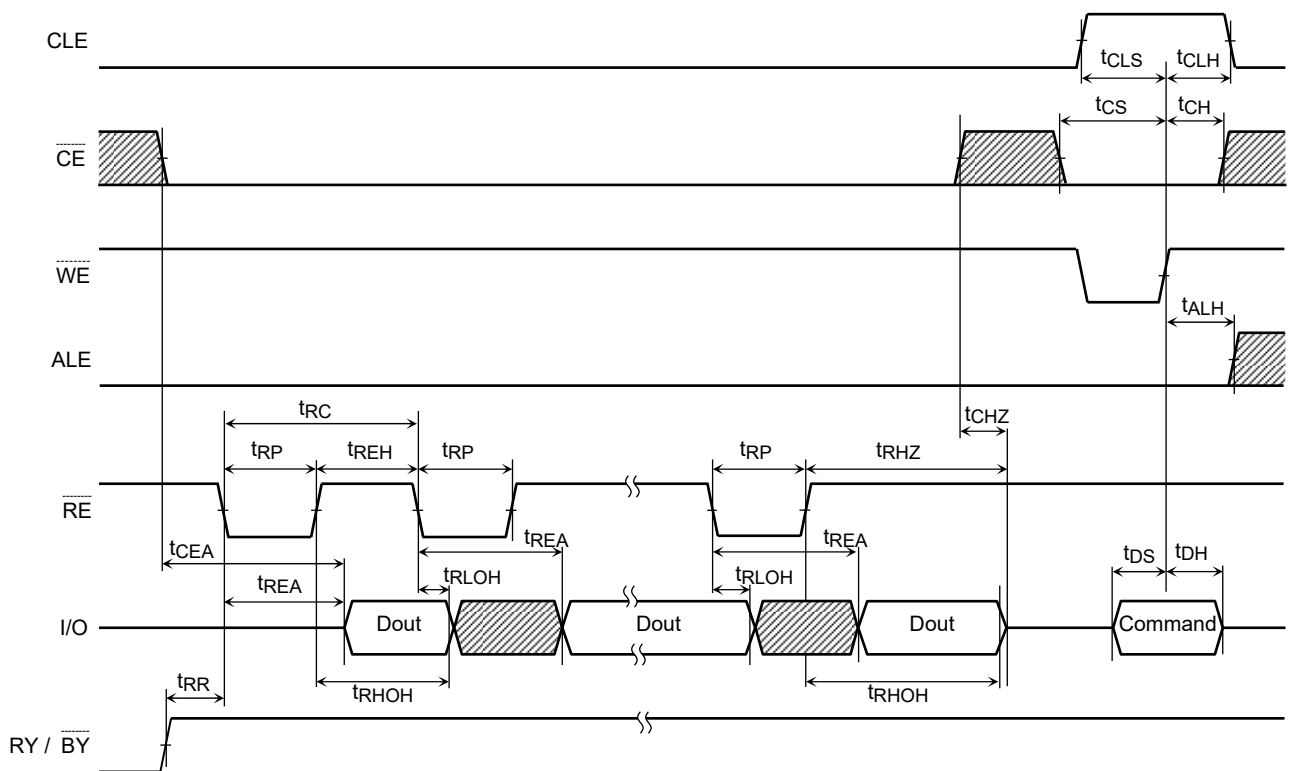 CLE
tCLS tCLH
tCS tCH
CE
WE
tALH
ALE
tRC
tCHZ
tRP tREH tRP tRP tRHZ
RE
tCEA tREA tREA tDS tDH
tREA tRLOH tRLOH
I/O Dout Dout Dout Command
tRR tRHOH tRHOH
RY / BY